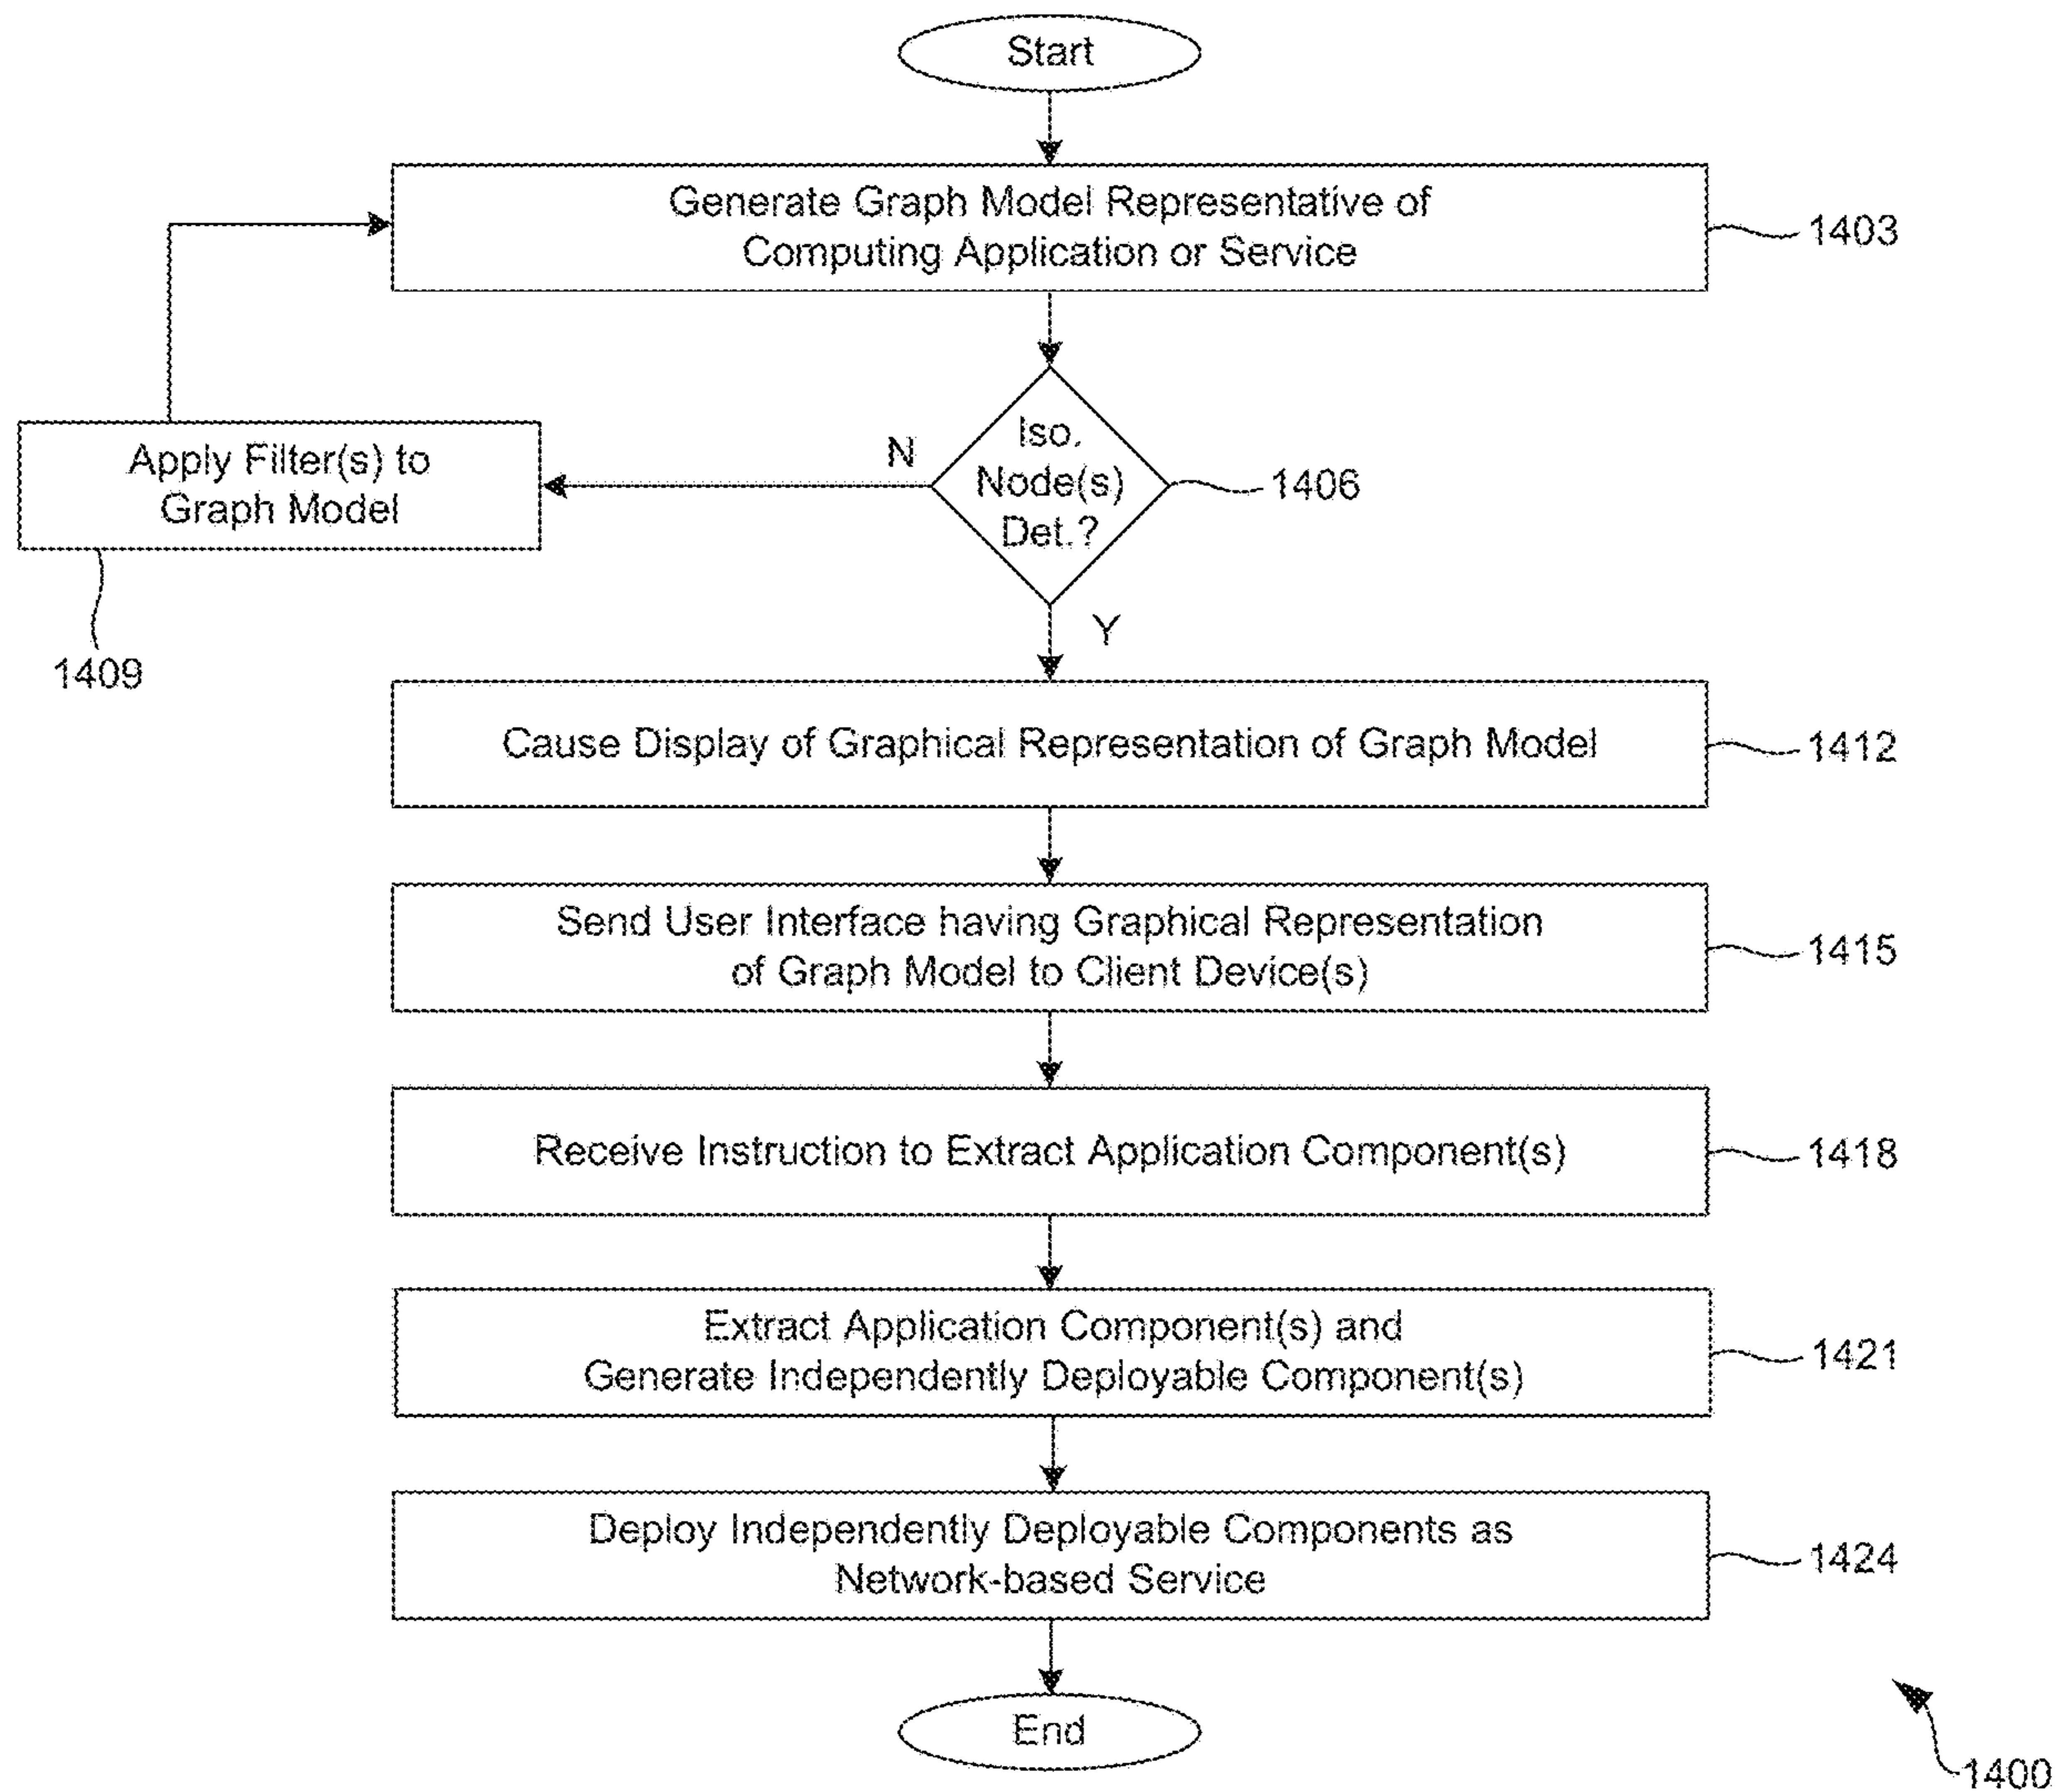 Start
Generate Graph Model Representative of
Computing Application or Service
1403
Iso.
Node(s)
Det.?
N
1406
Apply Filter(s) to
Graph Model
1409
Y
Cause Display of Graphical Representation of Graph Model
1412
Send User Interface having Graphical Representation
of Graph Model to Client Device(s)
1415
Receive Instruction to Extract Application Component(s)
1418
Extract Application Component(s) and
Generate Independently Deployable Component(s)
1421
Deploy Independently Deployable Components as
Network-based Service
1424
End
1400